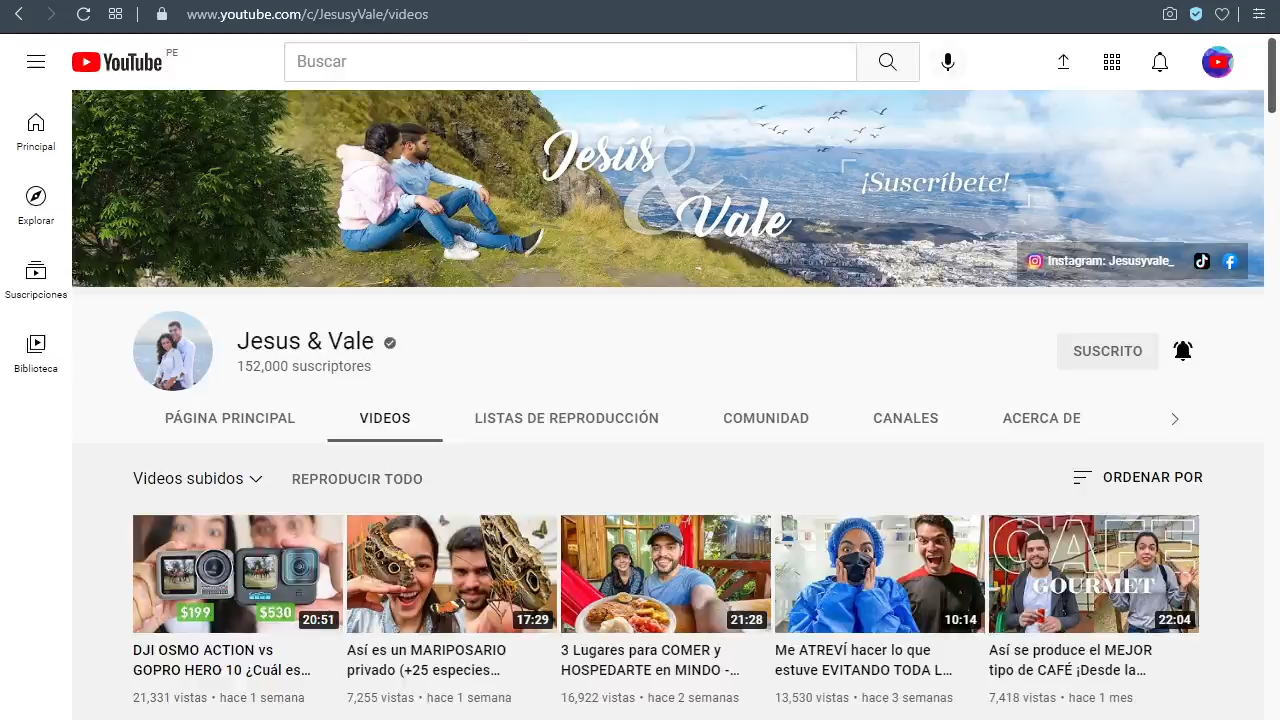 www.youtube.com/c/JesusyVale/videos
YouTube PE
Buscar
Principal
Explorar
Suscripciones
Biblioteca
Jesús
&
Vale
¡Suscríbete!
Instagram: Jesusyvale_
Jesus & Vale
152,000 suscriptores
SUSCRITO
PÁGINA PRINCIPAL
VIDEOS
LISTAS DE REPRODUCCIÓN
COMUNIDAD
CANALES
ACERCA DE
Videos subidos
REPRODUCIR TODO
ORDENAR POR
$199
$530
20:51
17:29
21:28
10:14
CAFE
GOURMET
22:04
DJI OSMO ACTION vs
GOPRO HERO 10 ¿Cuál es...
21,331 vistas • hace 1 semana
Así es un MARIPOSARIO
privado (+25 especies...
7,255 vistas • hace 1 semana
3 Lugares para COMER y
HOSPEDARTE en MINDO -...
16,922 vistas • hace 2 semanas
Me ATREVÍ hacer lo que
estuve EVITANDO TODA L...
13,530 vistas • hace 3 semanas
Así se produce el MEJOR
tipo de CAFÉ ¡Desde la...
7,418 vistas • hace 1 mes